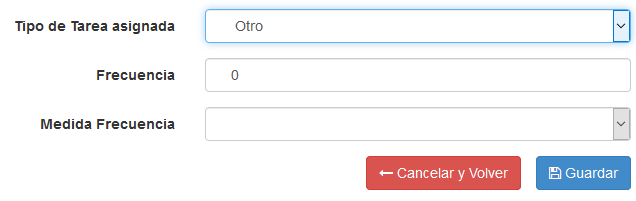 Tipo de Tarea asignada Otro
Frecuencia 0
Medida Frecuencia
Cancelar y Volver Guardar